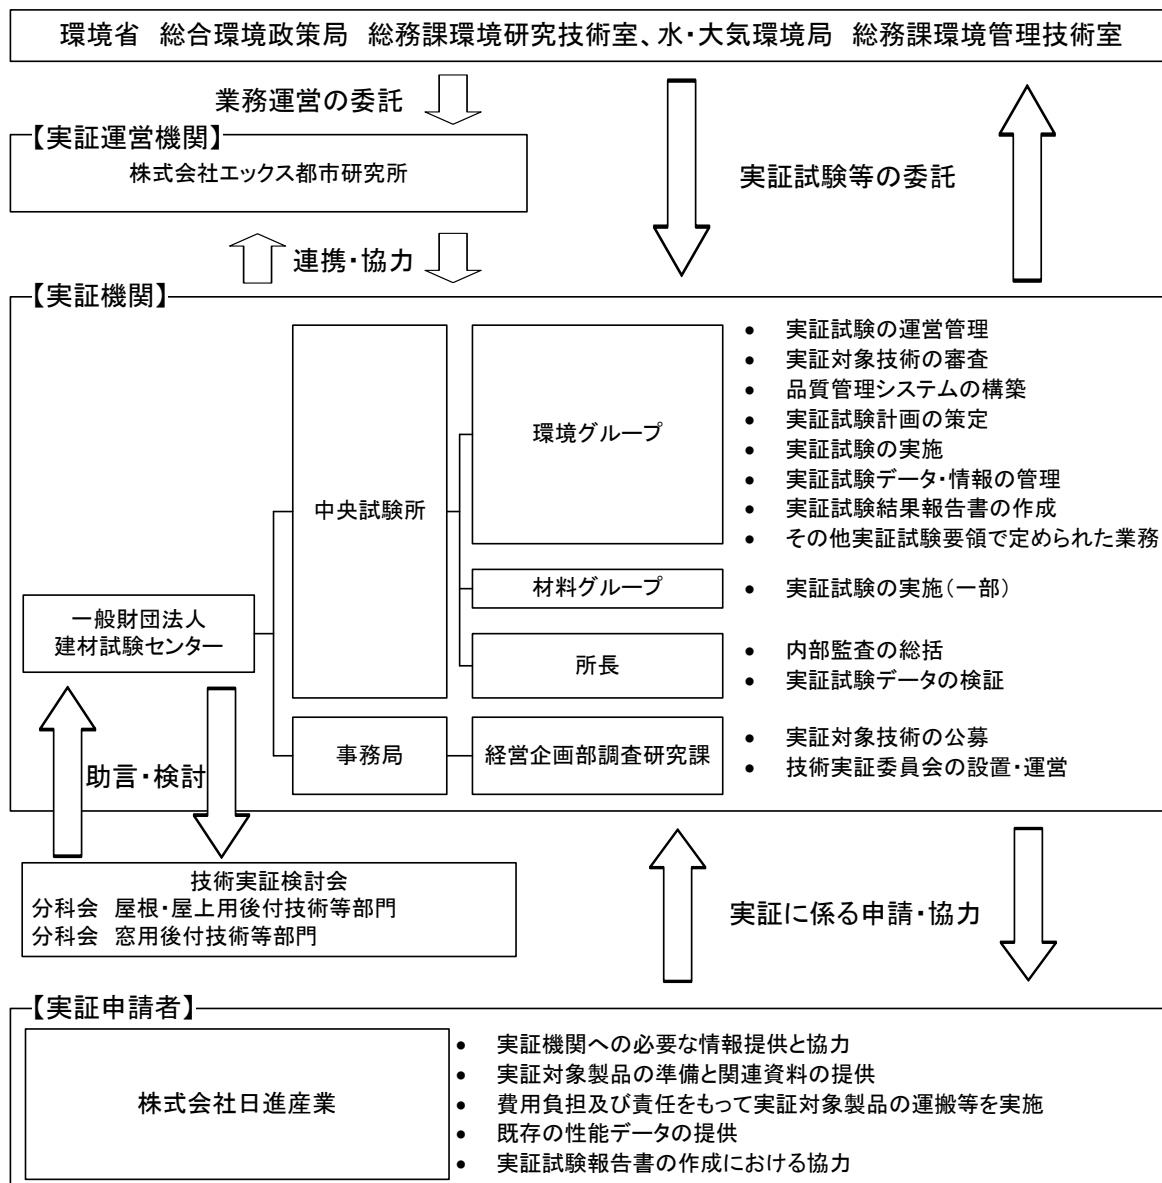 環境省　総合環境政策局　総務課環境研究技術室、水・大気環境局　総務課環境管理技術室
業務運営の委託
【実証運営機関】
株式会社エックス都市研究所
実証試験等の委託
連携・協力
【実証機関】
一般財団法人
建材試験センター
中央試験所
環境グループ
• 実証試験の運営管理
• 実証対象技術の審査
• 品質管理システムの構築
• 実証試験計画の策定
• 実証試験の実施
• 実証試験データ・情報の管理
• 実証試験結果報告書の作成
• その他実証試験要領で定められた業務
材料グループ
• 実証試験の実施（一部）
所長
• 内部監査の総括
• 実証試験データの検証
事務局
経営企画部調査研究課
• 実証対象技術の公募
• 技術実証委員会の設置・運営
助言・検討
技術実証検討会
分科会　屋根・屋上用後付技術等部門
分科会　窓用後付技術等部門
実証に係る申請・協力
【実証申請者】
株式会社日進産業
• 実証機関への必要な情報提供と協力
• 実証対象製品の準備と関連資料の提供
• 費用負担及び責任をもって実証対象製品の運搬等を実施
• 既存の性能データの提供
• 実証試験報告書の作成における協力